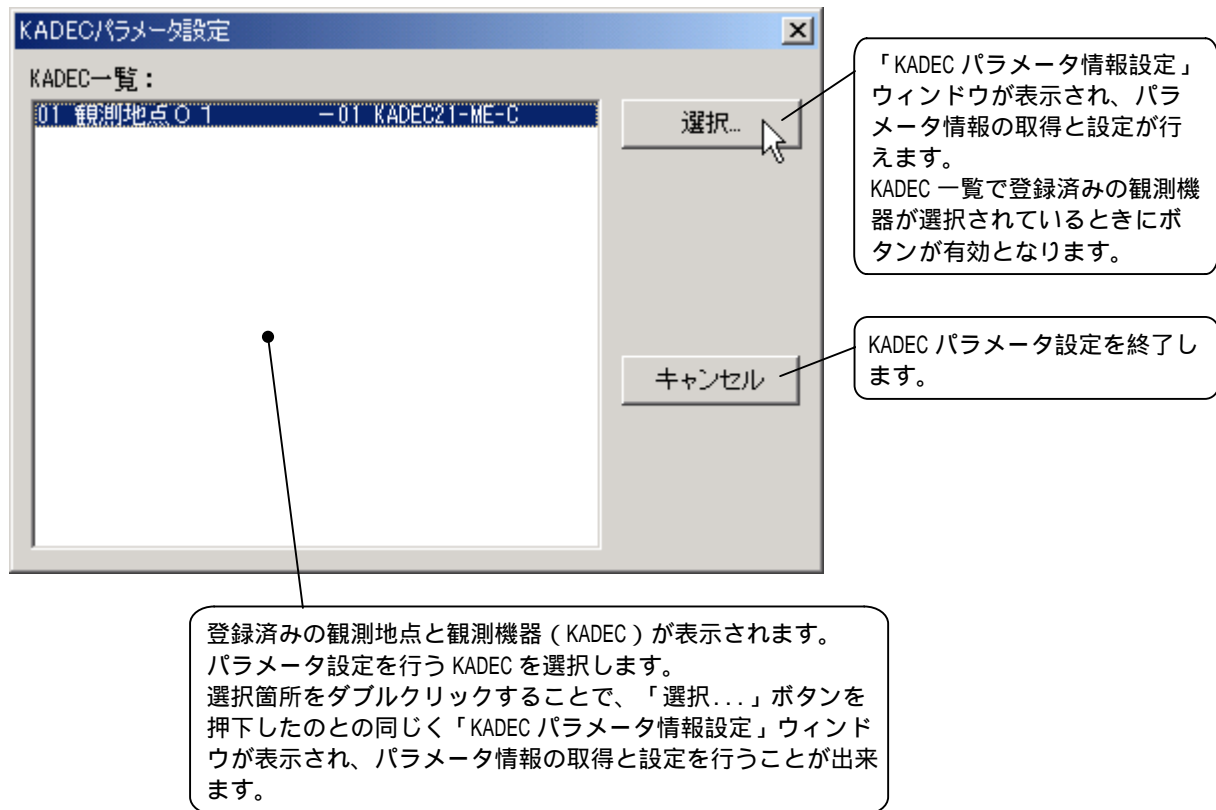 KADECパラメータ設定
KADEC一覧：
01 観測地点０１ －01 KADEC21-ME-C
選択...
キャンセル
「KADEC パラメータ情報設定」
ウィンドウが表示され、パラ
メータ情報の取得と設定が行
えます。
KADEC 一覧で登録済みの観測機
器が選択されているときにボ
タンが有効となります。
KADEC パラメータ設定を終了し
ます。
登録済みの観測地点と観測機器（KADEC）が表示されます。
パラメータ設定を行う KADEC を選択します。
選択箇所をダブルクリックすることで、「選択...」ボタンを
押下したのとの同じく「KADEC パラメータ情報設定」ウィンド
ウが表示され、パラメータ情報の取得と設定を行うことが出来
ます。